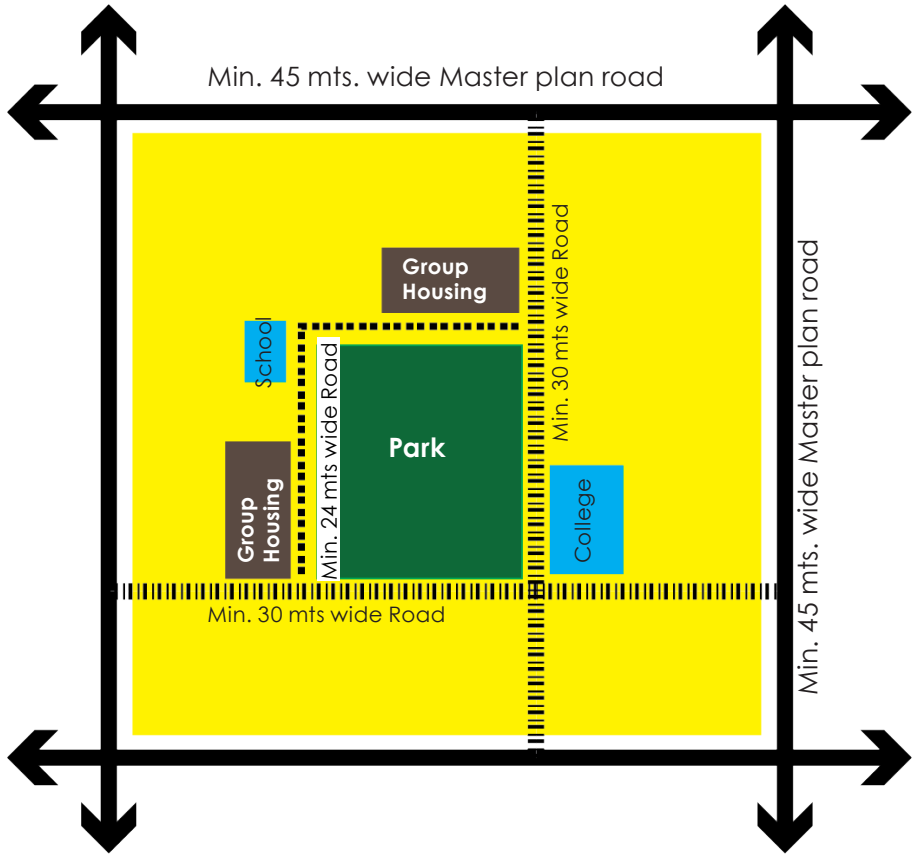 Min. 45 mts. wide Master plan road
Group
Housing
Min. 30 mts wide Road
Min. 45 mts. wide Master plan road
School
Min. 24 mts wide Road
Park
Group
Housing
College
Min. 30 mts wide Road